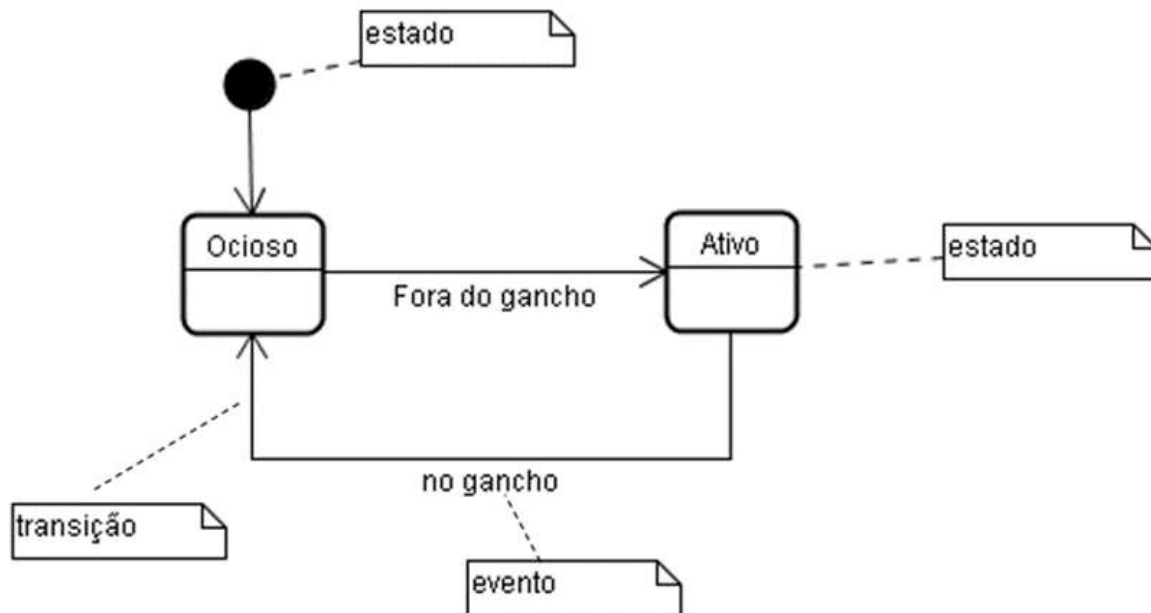 estado
Ocioso
Ativo
estado
Fora do gancho
no gancho
transição
evento